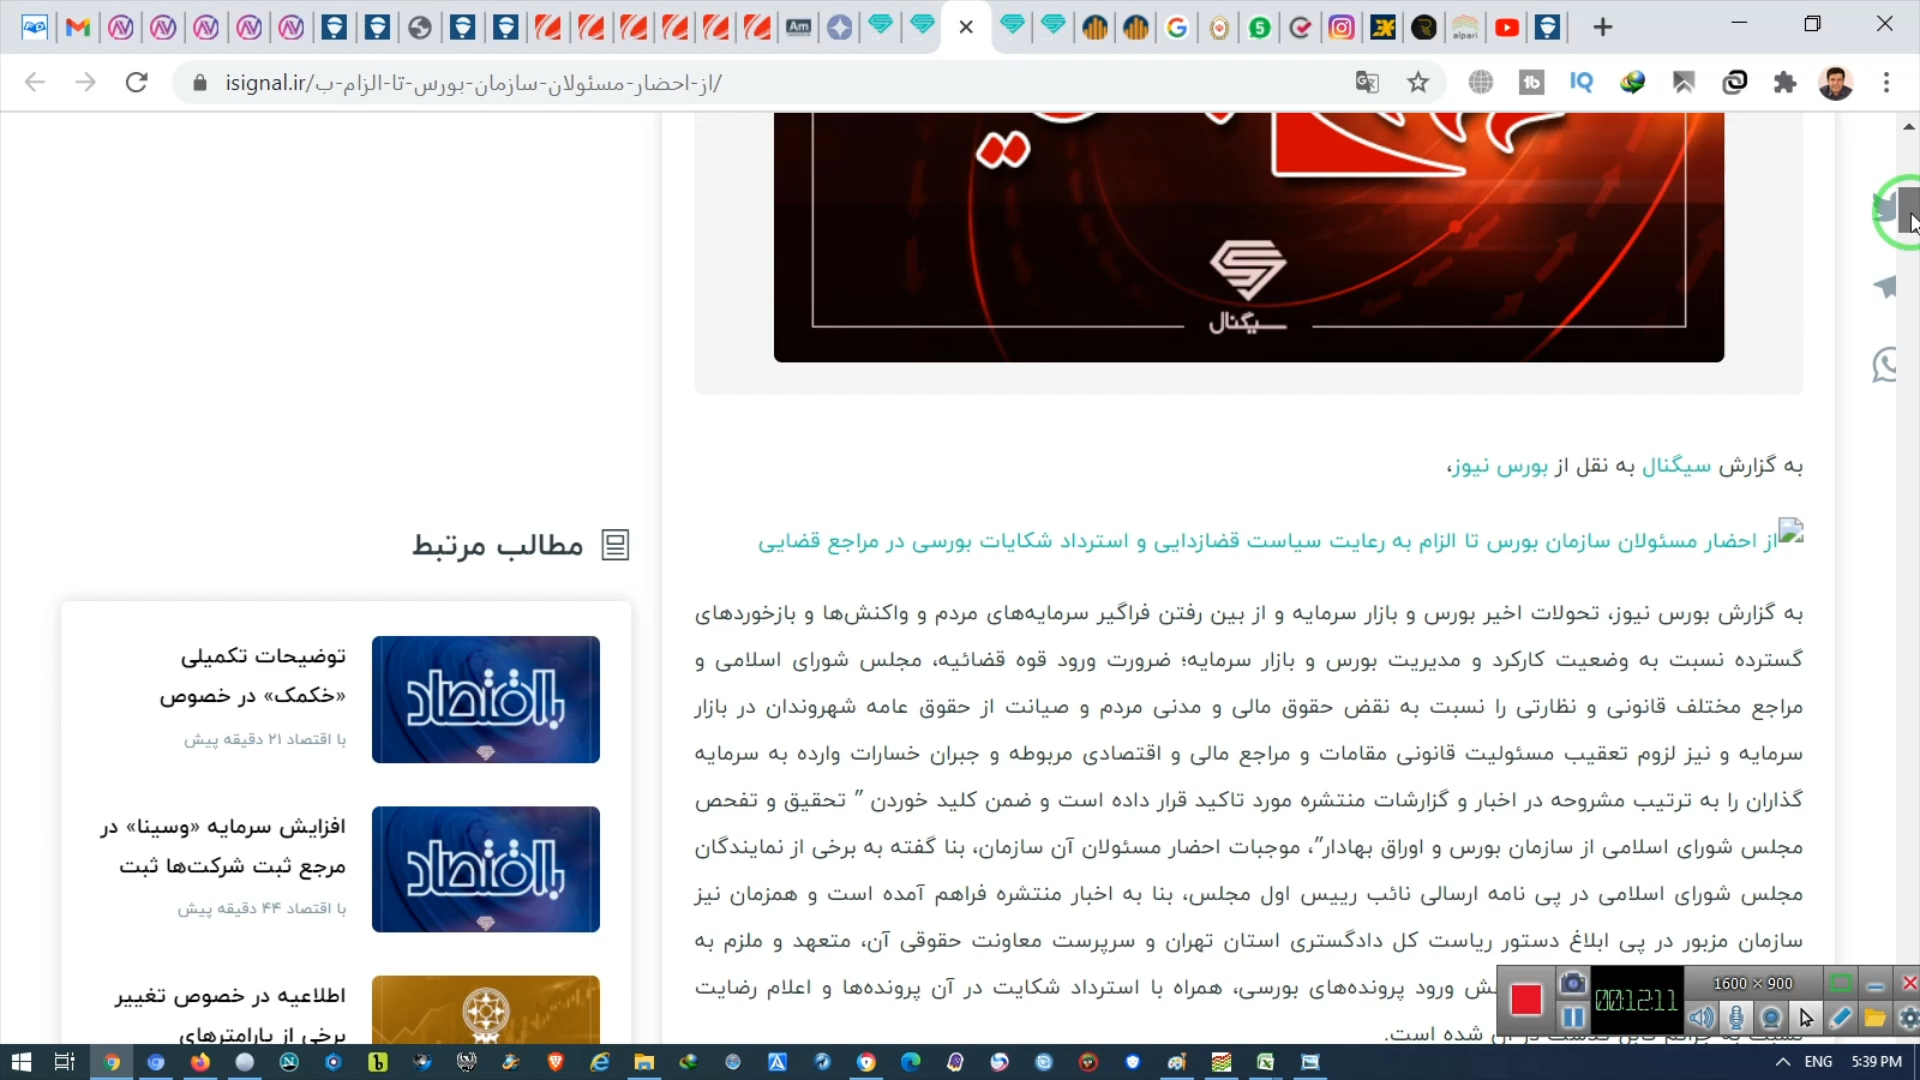 Am
alpari
isignal.ir/از-احضار-مسئولان-سازمان-بورس-تا-الزام-ب/
سیگنال
به گزارش سیگنال به نقل از بورس نیوز،
از احضار مسئولان سازمان بورس تا الزام به رعایت سیاست قضازدایی و استرداد شکایات بورسی در مراجع قضایی
به گزارش بورس نیوز، تحولات اخیر بورس و بازار سرمایه و از بین رفتن فراگیر سرمایه‌های مردم و واکنش‌ها و بازخوردهای
گسترده نسبت به وضعیت کارکرد و مدیریت بورس و بازار سرمایه؛ ضرورت ورود قوه قضائیه، مجلس شورای اسلامی و
مراجع مختلف قانونی و نظارتی را نسبت به نقض حقوق مالی و مدنی مردم و صیانت از حقوق عامه شهروندان در بازار
سرمایه و نیز لزوم تعقیب مسئولیت قانونی مقامات و مراجع مالی و اقتصادی مربوطه و جبران خسارات وارده به سرمایه
گذاران را به ترتیب مشروحه در اخبار و گزارشات منتشره مورد تاکید قرار داده است و ضمن کلید خوردن ” تحقیق و تفحص
مجلس شورای اسلامی از سازمان بورس و اوراق بهادار”، موجبات احضار مسئولان آن سازمان، بنا گفته به برخی از نمایندگان
مجلس شورای اسلامی در پی نامه ارسالی نائب رییس اول مجلس، بنا به اخبار منتشره فراهم آمده است و همزمان نیز
سازمان مزبور در پی ابلاغ دستور ریاست کل دادگستری استان تهران و سرپرست معاونت حقوقی آن، متعهد و ملزم به
ورود پرونده‌های بورسی، همراه با استرداد شکایت در آن پرونده‌ها و اعلام رضایت
شده است.
مطالب مرتبط
بااقتصاد
توضیحات تکمیلی
«خکمک» در خصوص
با اقتصاد ۲۱ دقیقه پیش
بااقتصاد
افزایش سرمایه «وسینا» در
مرجع ثبت شرکت‌ها ثبت
با اقتصاد ۴۴ دقیقه پیش
اطلاعیه در خصوص تغییر
برخی از پارامترهای
1600 × 900
00:12:11
ENG
5:39 PM